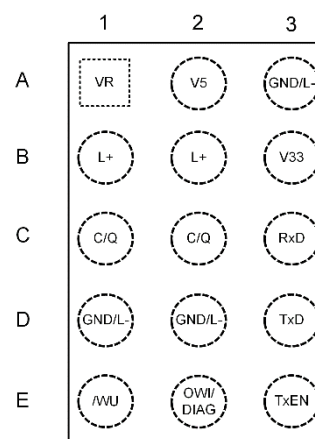 1 2 3
A VR V5 GND/L-
B L+ L+ V33
C C/Q C/Q RxD
D GND/L- GND/L- TxD
E /WU OWI/
DIAG TxEN